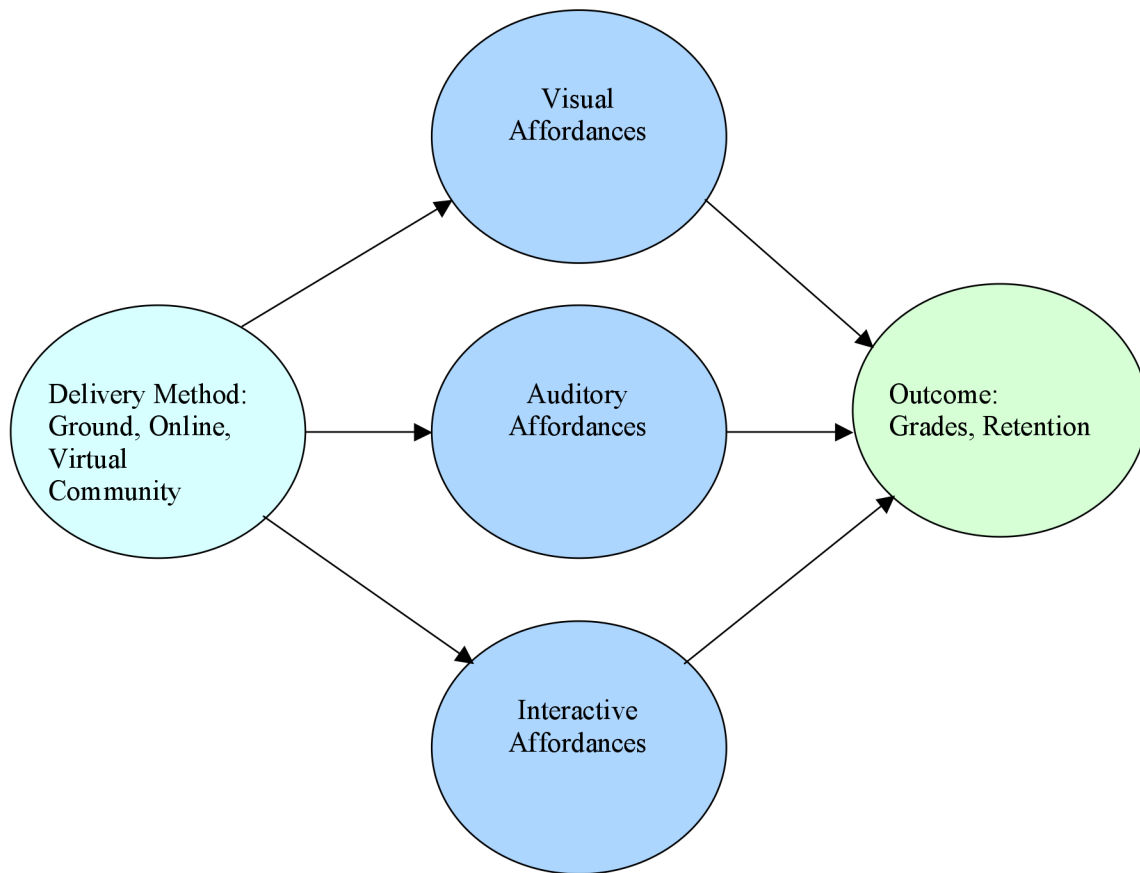 Visual
Affordances
Delivery Method:
Ground, Online,
Virtual
Community
Auditory
Affordances
Outcome:
Grades, Retention
Interactive
Affordances